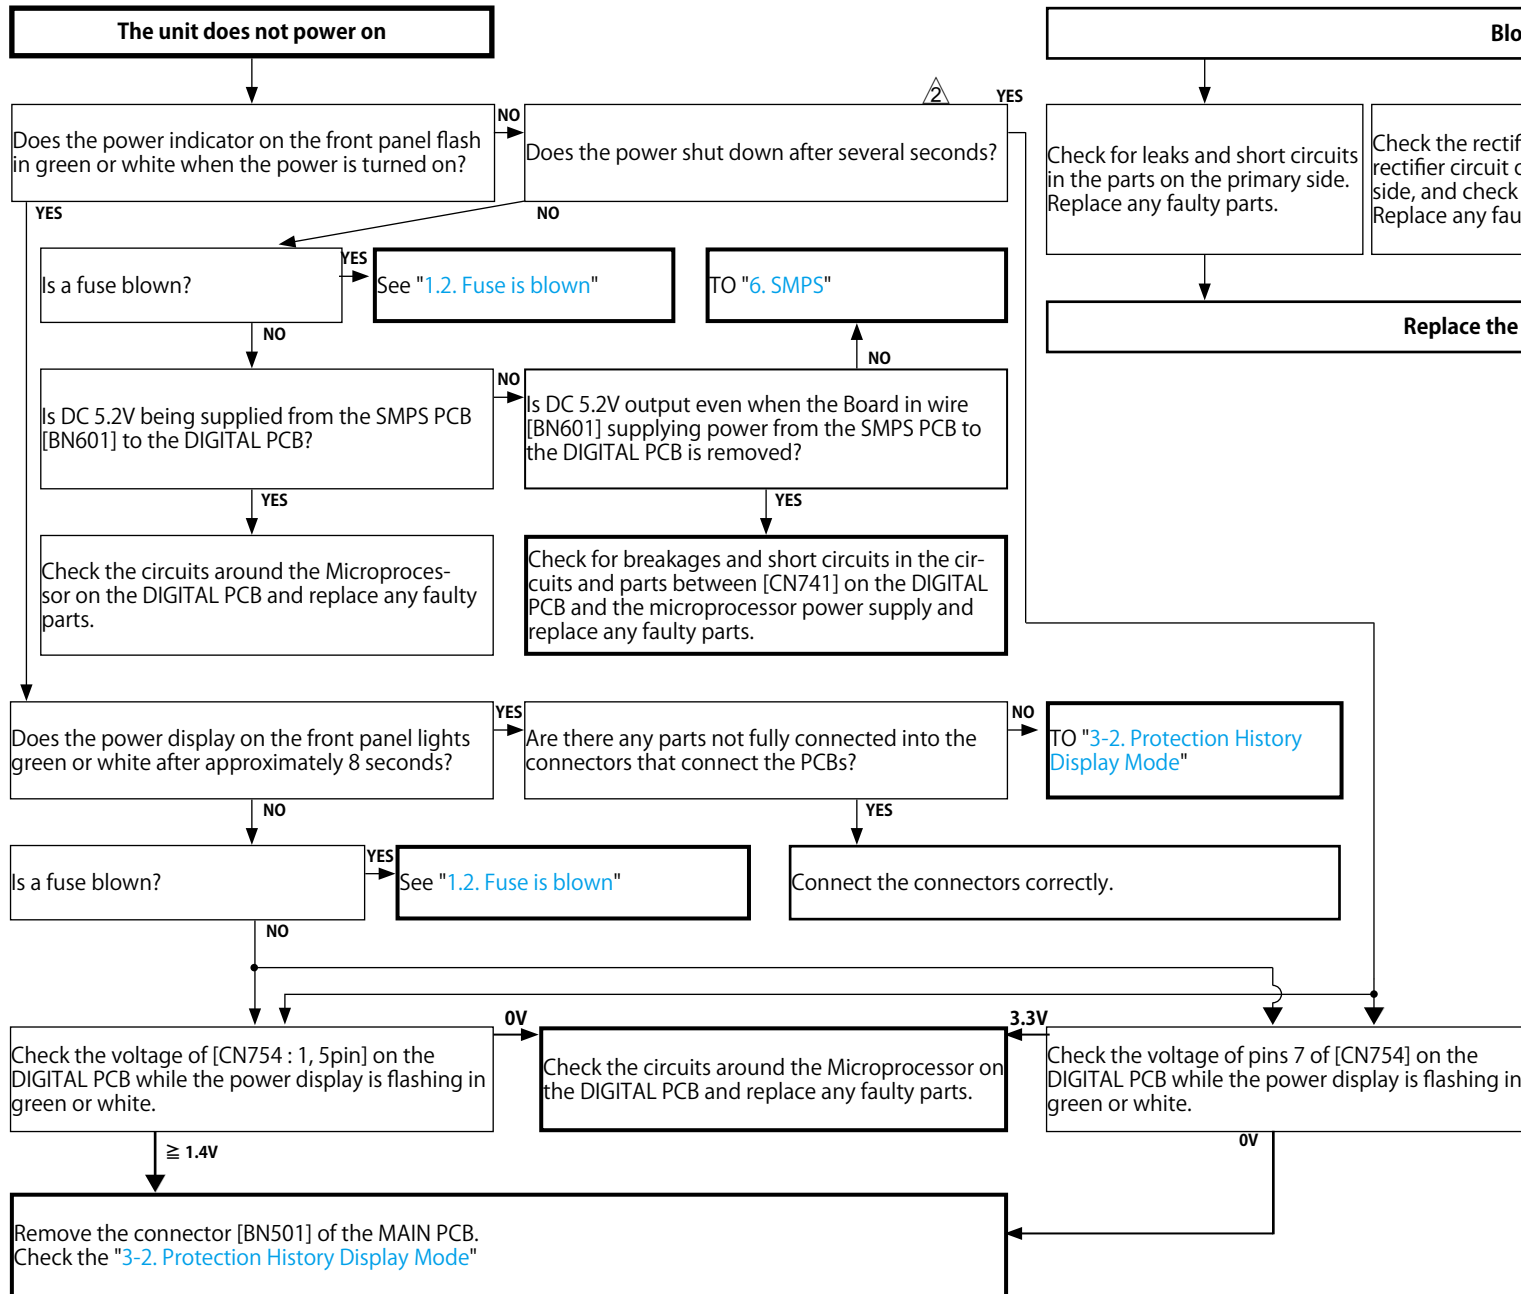 The unit does not power on
Does the power indicator on the front panel flash
in green or white when the power is turned on?
NO
YES
2
YES
Does the power shut down after several seconds?
NO
Is a fuse blown?
YES
NO
See "1.2. Fuse is blown"
TO "6. SMPS"
NO
Is DC 5.2V being supplied from the SMPS PCB
[BN601] to the DIGITAL PCB?
NO
YES
Is DC 5.2V output even when the Board in wire
[BN601] supplying power from the SMPS PCB to
the DIGITAL PCB is removed?
YES
Check the circuits around the Microproces-
sor on the DIGITAL PCB and replace any faulty
parts.
Check for breakages and short circuits in the cir-
cuits and parts between [CN741] on the DIGITAL
PCB and the microprocessor power supply and
replace any faulty parts.
Does the power display on the front panel lights
green or white after approximately 8 seconds?
YES
NO
Are there any parts not fully connected into the
connectors that connect the PCBs?
NO
YES
TO "3-2. Protection History
Display Mode"
Is a fuse blown?
YES
NO
See "1.2. Fuse is blown"
Connect the connectors correctly.
Check the voltage of [CN754 : 1, 5pin] on the
DIGITAL PCB while the power display is flashing in
green or white.
0V
≧ 1.4V
Check the circuits around the Microprocessor on
the DIGITAL PCB and replace any faulty parts.
3.3V
Check the voltage of pins 7 of [CN754] on the
DIGITAL PCB while the power display is flashing in
green or white.
0V
Remove the connector [BN501] of the MAIN PCB.
Check the "3-2. Protection History Display Mode"
Check for leaks and short circuits
in the parts on the primary side.
Replace any faulty parts.
Check the
rectifier circuit
side, and check
Replace any
Replace the